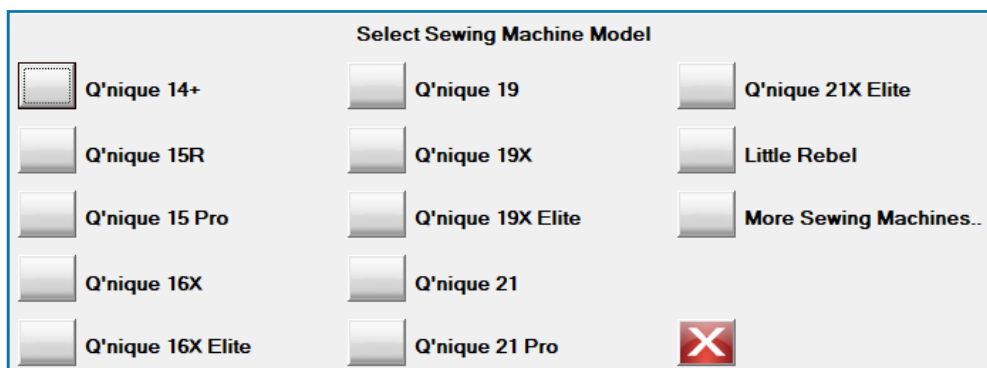 Select Sewing Machine Model
Q'nique 14+
Q'nique 15R
Q'nique 15 Pro
Q'nique 16X
Q'nique 16X Elite
Q'nique 19
Q'nique 19X
Q'nique 19X Elite
Q'nique 21
Q'nique 21 Pro
Q'nique 21X Elite
Little Rebel
More Sewing Machines..